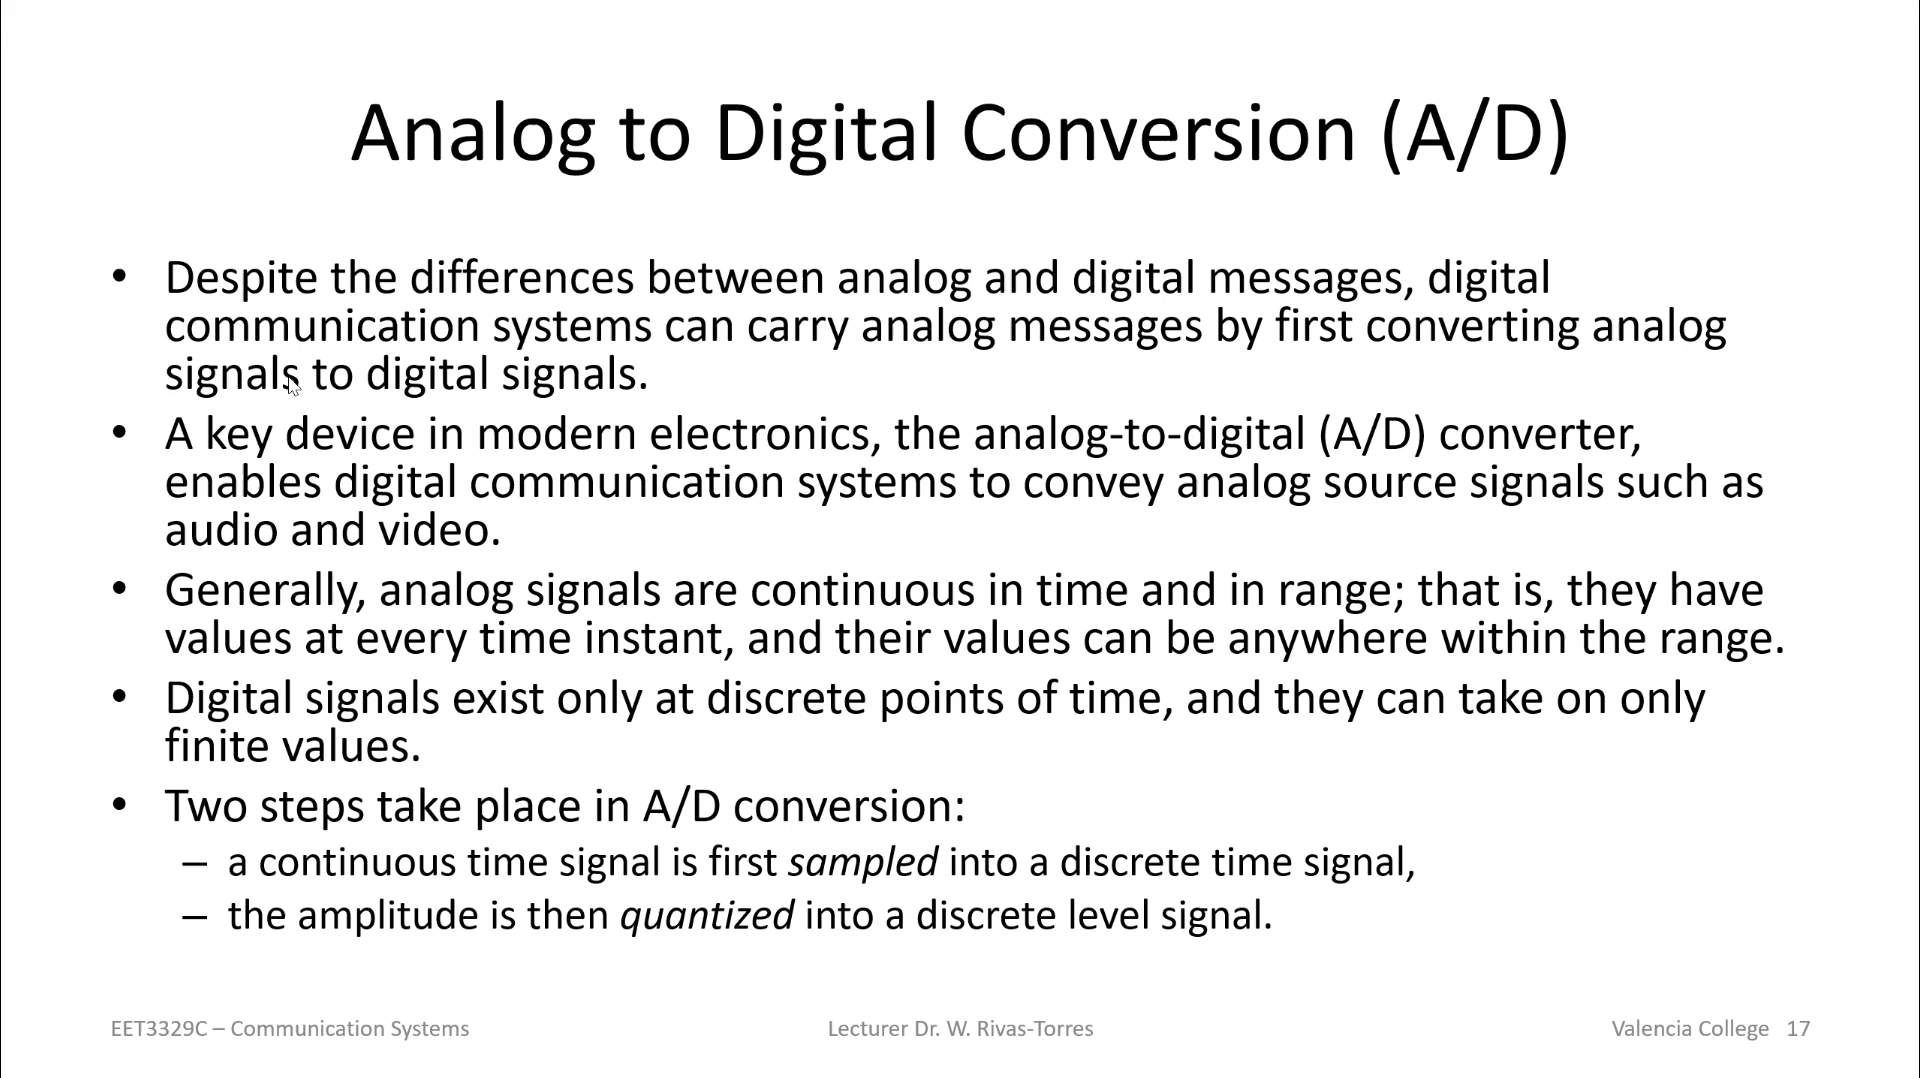 Analog to Digital Conversion (A/D)
• Despite the differences between analog and digital messages, digital
communication systems can carry analog messages by first converting analog
signals to digital signals.
• A key device in modern electronics, the analog-to-digital (A/D) converter,
enables digital communication systems to convey analog source signals such as
audio and video.
• Generally, analog signals are continuous in time and in range; that is, they have
values at every time instant, and their values can be anywhere within the range.
• Digital signals exist only at discrete points of time, and they can take on only
finite values.
• Two steps take place in A/D conversion:
– a continuous time signal is first sampled into a discrete time signal,
– the amplitude is then quantized into a discrete level signal.
EET3329C – Communication Systems
Lecturer Dr. W. Rivas-Torres
Valencia College 17